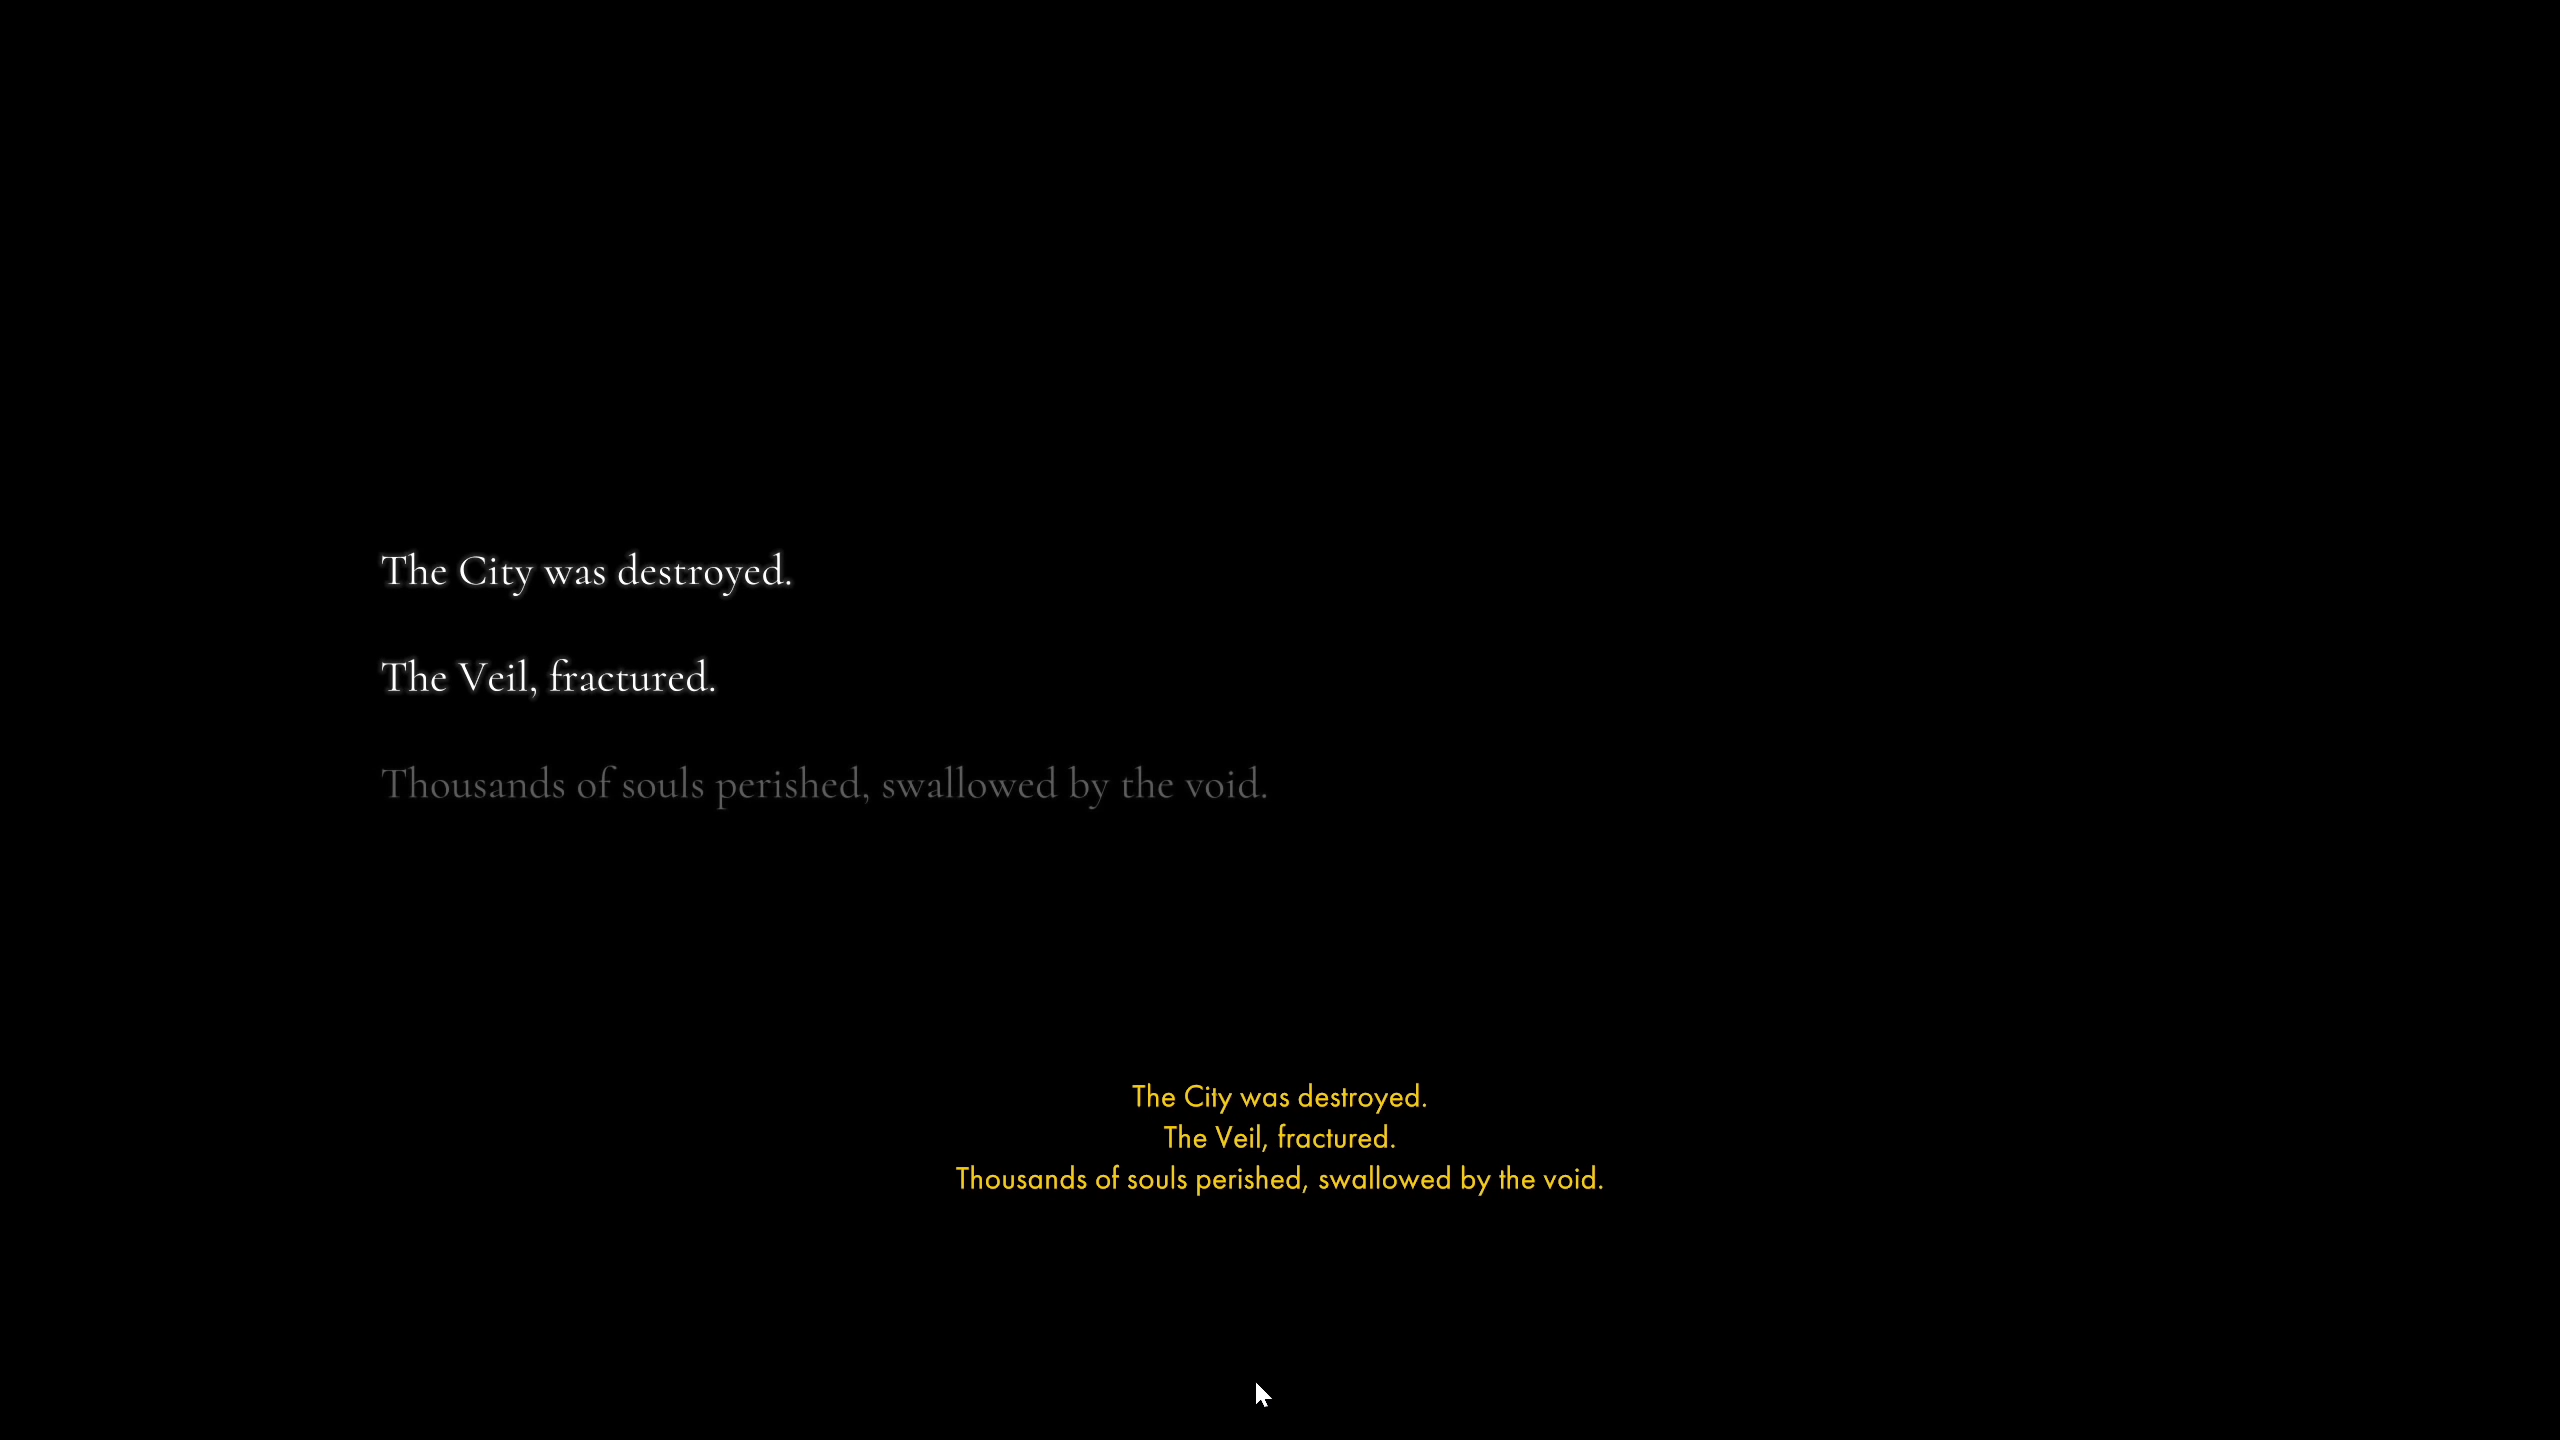 The City was destroyed.
The Veil, fractured.
Thousands of souls perished, swallowed by the void.
The City was destroyed.
The Veil, fractured.
Thousands of souls perished, swallowed by the void.